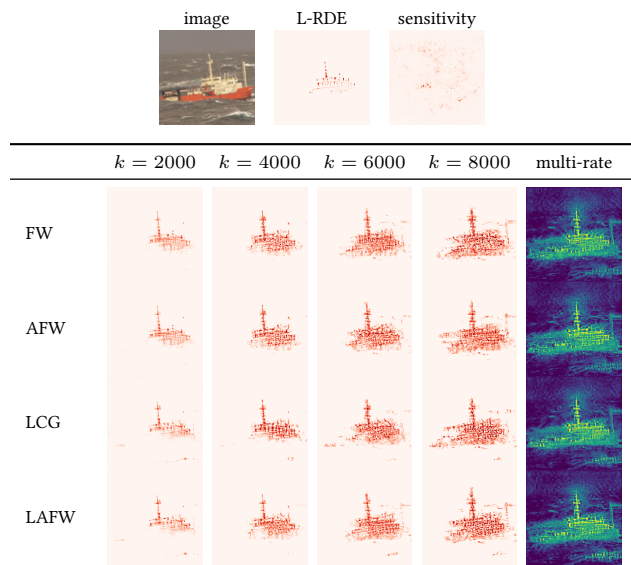 image L-RDE sensitivity
k = 2000 k = 4000 k = 6000 k = 8000 multi-rate
FW
AFW
LCG
LAFW